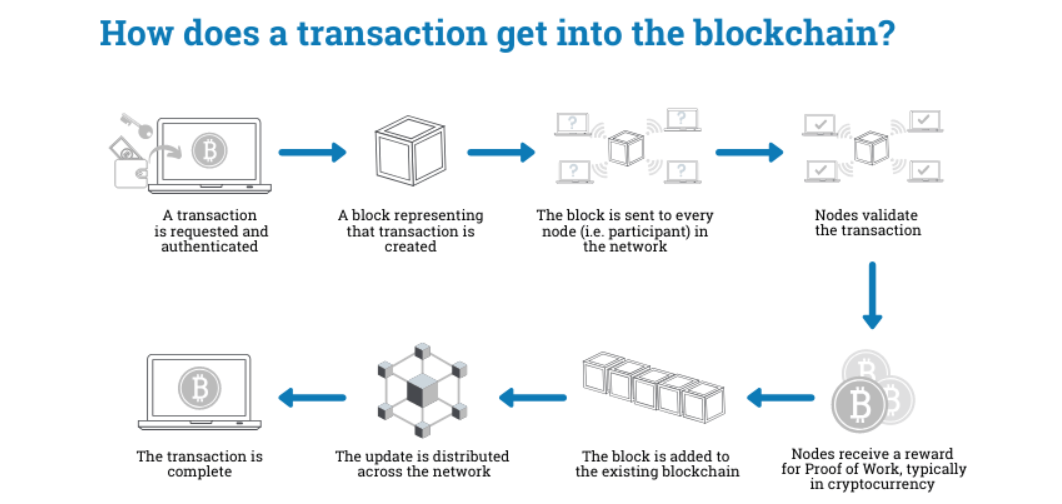 How does a transaction get into the blockchain?
A transaction
is requested and
authenticated
A block representing
that transaction is
created
The block is sent to every
node (i.e. participant) in
the network
Nodes validate
the transaction
Nodes receive a reward
for Proof of Work, typically
in cryptocurrency
The block is added to
the existing blockchain
The update is distributed
across the network
The transaction is
complete